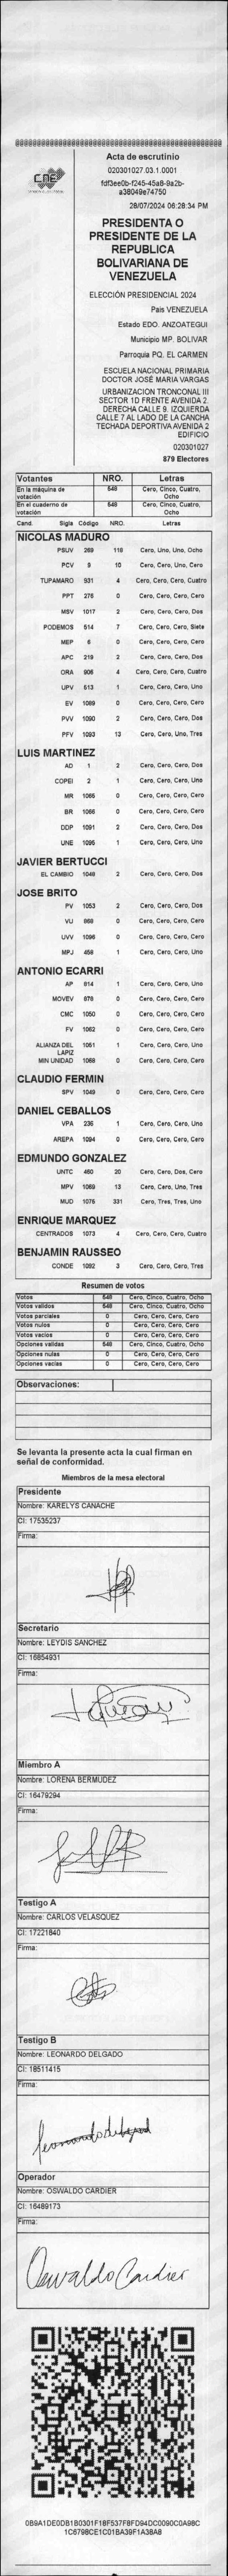 CNE
Acta de escrutinio
020301027.03.1.0001
fdf3ee0b-f245-45a8-9a2b-
a38049e74750
28/07/2024 06:28:34 PM
PRESIDENTA O
PRESIDENTE DE LA
REPUBLICA
BOLIVARIANA DE
VENEZUELA
ELECCIÓN PRESIDENCIAL 2024
Pais VENEZUELA
Estado EDO. ANZOATEGUI
Municipio MP. BOLIVAR
Parroquia PQ. EL CARMEN
ESCUELA NACIONAL PRIMARIA
DOCTOR JOSÉ MARIA VARGAS
URBANIZACION TRONCONAL III
SECTOR 1D FRENTE AVENIDA 2.
DERECHA CALLE 9. IZQUIERDA
CALLE 7 AL LADO DE LA CANCHA
TECHADA DEPORTIVA AVENIDA 2
EDIFICIO
020301027
879 Electores
Votantes NRO. Letras
En la máquina de votación 548 Cero, Cinco, Cuatro, Ocho
En el cuaderno de votación 548 Cero, Cinco, Cuatro, Ocho
Cand. Sigla Código NRO. Letras
NICOLAS MADURO
PSUV 269 118 Cero, Uno, Uno, Ocho
PCV 9 10 Cero, Cero, Uno, Cero
TUPAMARO 931 4 Cero, Cero, Cero, Cuatro
PPT 276 0 Cero, Cero, Cero, Cero
MSV 1017 2 Cero, Cero, Cero, Dos
PODEMOS 514 7 Cero, Cero, Cero, Siete
MEP 6 0 Cero, Cero, Cero, Cero
APC 219 2 Cero, Cero, Cero, Dos
ORA 906 4 Cero, Cero, Cero, Cuatro
UPV 613 1 Cero, Cero, Cero, Uno
EV 1089 0 Cero, Cero, Cero, Cero
PVV 1090 2 Cero, Cero, Cero, Dos
PFV 1093 13 Cero, Cero, Uno, Tres
LUIS MARTINEZ
AD 1 2 Cero, Cero, Cero, Dos
COPEI 2 1 Cero, Cero, Cero, Uno
MR 1065 0 Cero, Cero, Cero, Cero
BR 1066 0 Cero, Cero, Cero, Cero
DDP 1091 2 Cero, Cero, Cero, Dos
UNE 1095 1 Cero, Cero, Cero, Uno
JAVIER BERTUCCI
EL CAMBIO 1048 2 Cero, Cero, Cero, Dos
JOSE BRITO
PV 1053 2 Cero, Cero, Cero, Dos
VU 868 0 Cero, Cero, Cero, Cero
UVV 1096 0 Cero, Cero, Cero, Cero
MPJ 458 1 Cero, Cero, Cero, Uno
ANTONIO ECARRI
AP 814 1 Cero, Cero, Cero, Uno
MOVEV 878 0 Cero, Cero, Cero, Cero
CMC 1050 0 Cero, Cero, Cero, Cero
FV 1062 0 Cero, Cero, Cero, Cero
ALIANZA DEL LAPIZ 1051 1 Cero, Cero, Cero, Uno
MIN UNIDAD 1068 0 Cero, Cero, Cero, Cero
CLAUDIO FERMIN
SPV 1049 0 Cero, Cero, Cero, Cero
DANIEL CEBALLOS
VPA 236 1 Cero, Cero, Cero, Uno
AREPA 1094 0 Cero, Cero, Cero, Cero
EDMUNDO GONZALEZ
UNTC 460 20 Cero, Cero, Dos, Cero
MPV 1069 13 Cero, Cero, Uno, Tres
MUD 1075 331 Cero, Tres, Tres, Uno
ENRIQUE MARQUEZ
CENTRADOS 1073 4 Cero, Cero, Cero, Cuatro
BENJAMIN RAUSSEO
CONDE 1092 3 Cero, Cero, Cero, Tres
Resumen de votos
Votos 548 Cero, Cinco, Cuatro, Ocho
Votos validos 548 Cero, Cinco, Cuatro, Ocho
Votos parciales 0 Cero, Cero, Cero, Cero
Votos nulos 0 Cero, Cero, Cero, Cero
Votos vacios 0 Cero, Cero, Cero, Cero
Opciones validas 548 Cero, Cinco, Cuatro, Ocho
Opciones nulas 0 Cero, Cero, Cero, Cero
Opciones vacias 0 Cero, Cero, Cero, Cero
Observaciones:
Se levanta la presente acta la cual firman en
señal de conformidad.
Miembros de la mesa electoral
Presidente
Nombre: KARELYS CANACHE
CI: 17535237
Firma:
Secretario
Nombre: LEYDIS SANCHEZ
CI: 16854931
Firma:
Miembro A
Nombre: LORENA BERMUDEZ
CI: 16479294
Firma:
Testigo A
Nombre: CARLOS VELASQUEZ
CI: 17221840
Firma:
Testigo B
Nombre: LEONARDO DELGADO
CI: 18511415
Firma:
Leonardo delgad
Operador
Nombre: OSWALDO CARDIER
CI: 16489173
Firma:
Oswaldo Cardier
0B9A1DE0DB1B0301F18F537F8FD94DC0090C0A98C
1C6798CE1C01BA39F1A38A8